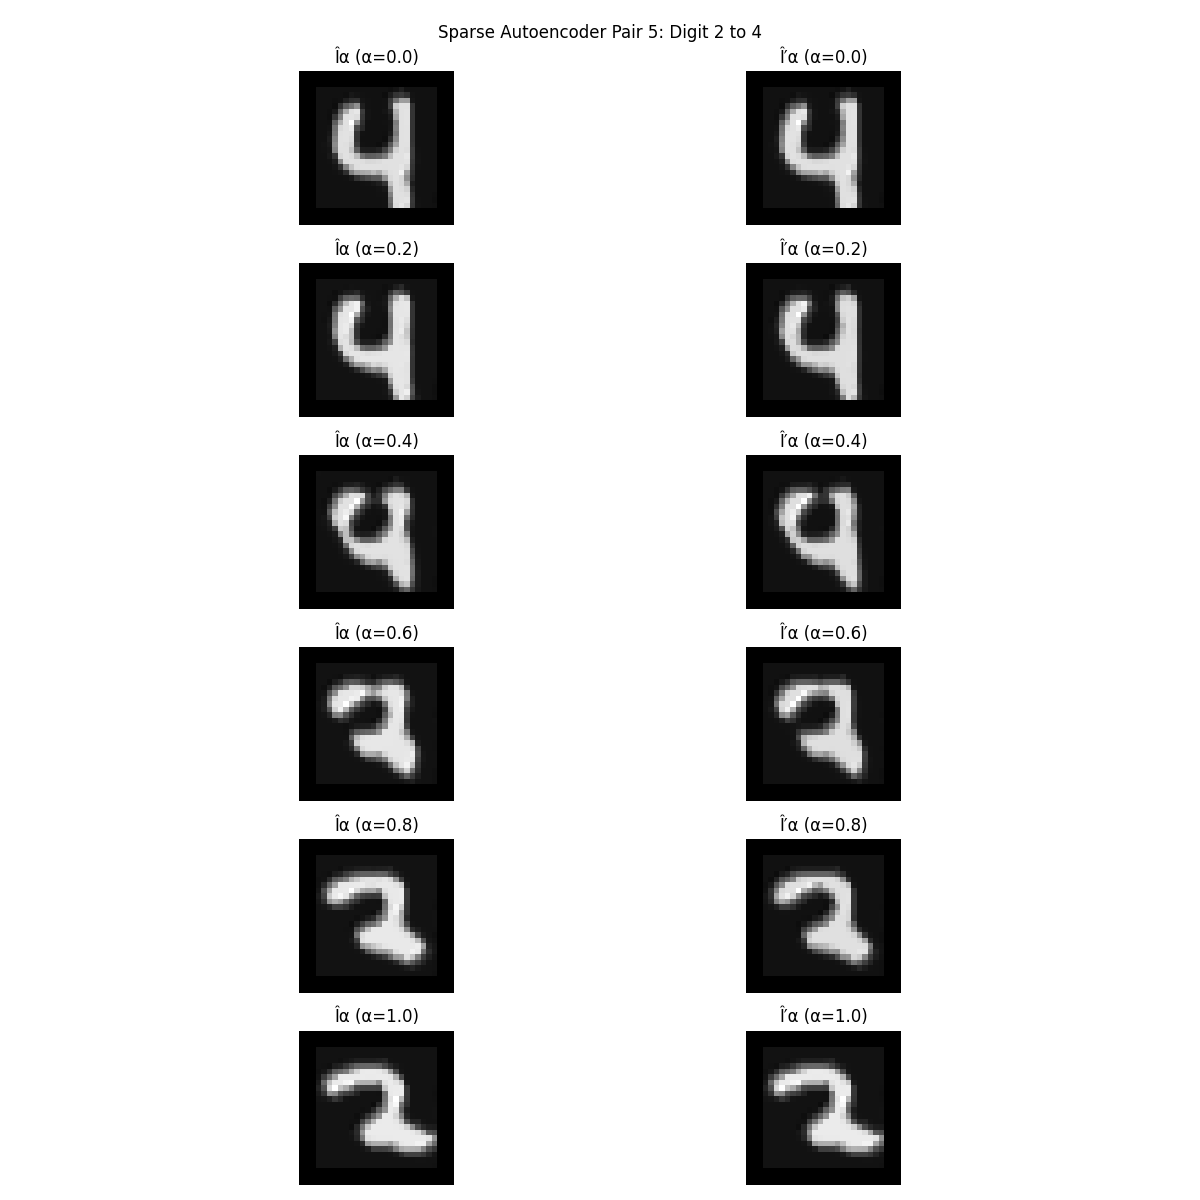 Sparse Autoencoder Pair 5: Digit 2 to 4
Îα (α=0.0) Î′α (α=0.0)
Îα (α=0.2) Î′α (α=0.2)
Îα (α=0.4) Î′α (α=0.4)
Îα (α=0.6) Î′α (α=0.6)
Îα (α=0.8) Î′α (α=0.8)
Îα (α=1.0) Î′α (α=1.0)